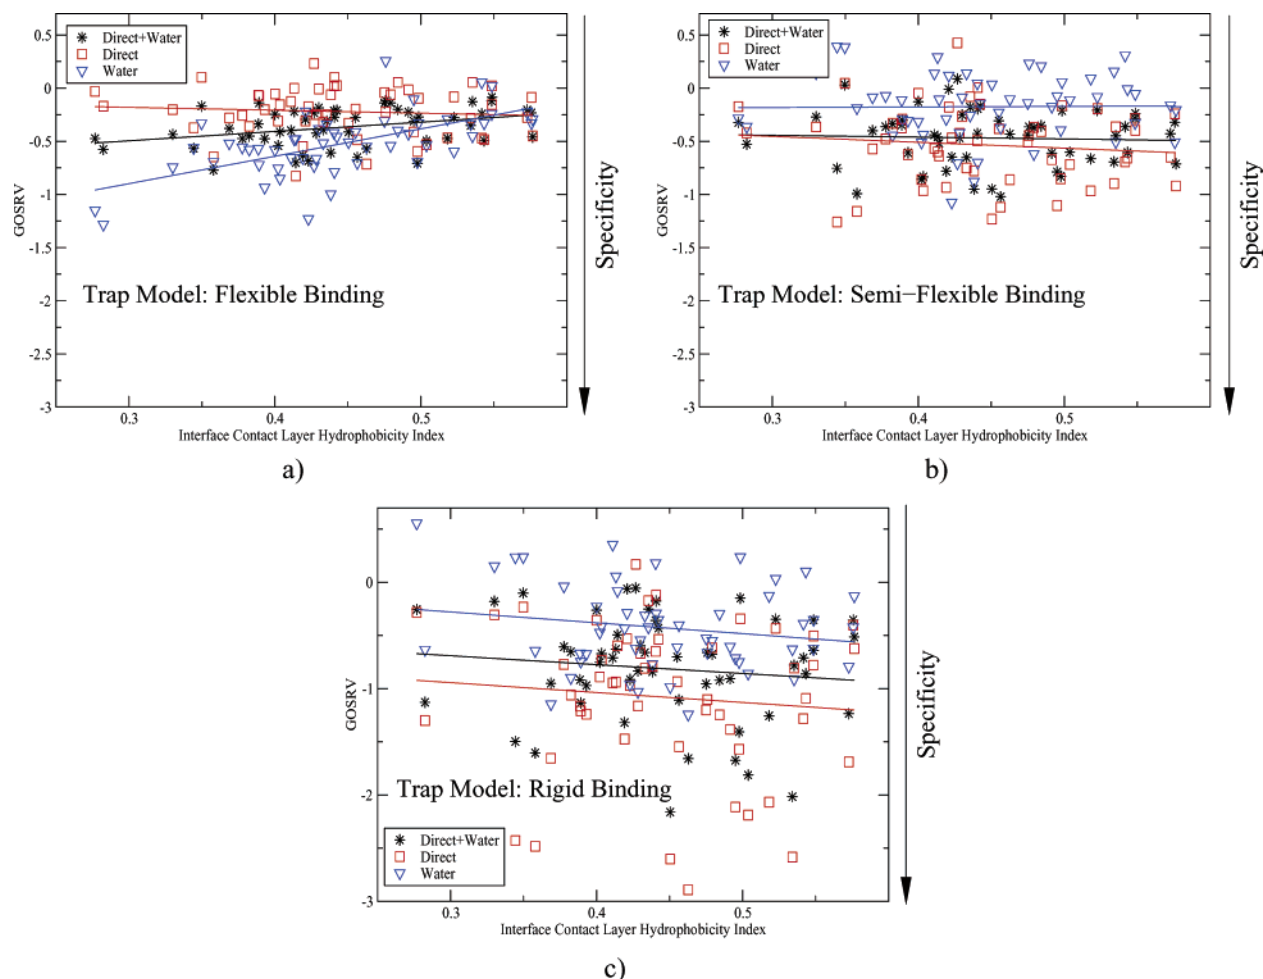 0.5
0
-0.5
-1
-1.5
-2
-2.5
-3
GOSRV
Direct+Water
Direct
Water
Trap Model: Flexible Binding
0.3
0.4
0.5
Interface Contact Layer Hydrophobicity Index
Specificity
a)
0.5
0
-0.5
-1
-1.5
-2
-2.5
-3
GOSRV
Direct+Water
Direct
Water
Trap Model: Semi−Flexible Binding
0.3
0.4
0.5
Interface Contact Layer Hydrophobicity Index
Specificity
b)
0
-1
-2
-3
GOSRV
Trap Model: Rigid Binding
Direct+Water
Direct
Water
0.3
0.4
0.5
Interface Contact Layer Hydrophobicity Index
Specificity
c)